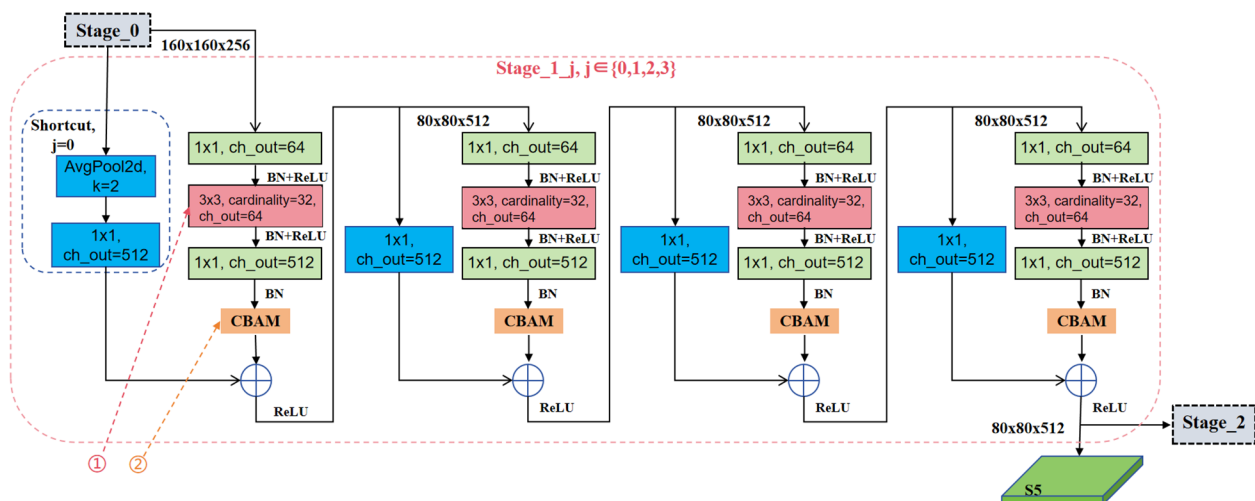 Stage_0
160x160x256
Stage_1_j, j∈{0,1,2,3}
Shortcut,
j=0
AvgPool2d,
k=2
1x1,
ch_out=512
1x1, ch_out=64
BN+ReLU
3x3, cardinality=32,
ch_out=64
BN+ReLU
1x1, ch_out=512
BN
CBAM
ReLU
80x80x512
1x1, ch_out=64
BN+ReLU
3x3, cardinality=32,
ch_out=64
BN+ReLU
1x1,
ch_out=512
1x1, ch_out=512
BN
CBAM
ReLU
80x80x512
1x1, ch_out=64
BN+ReLU
3x3, cardinality=32,
ch_out=64
BN+ReLU
1x1,
ch_out=512
1x1, ch_out=512
BN
CBAM
ReLU
80x80x512
1x1, ch_out=64
BN+ReLU
3x3, cardinality=32,
ch_out=64
BN+ReLU
1x1,
ch_out=512
1x1, ch_out=512
BN
CBAM
ReLU
80x80x512
Stage_2
①
②
S5